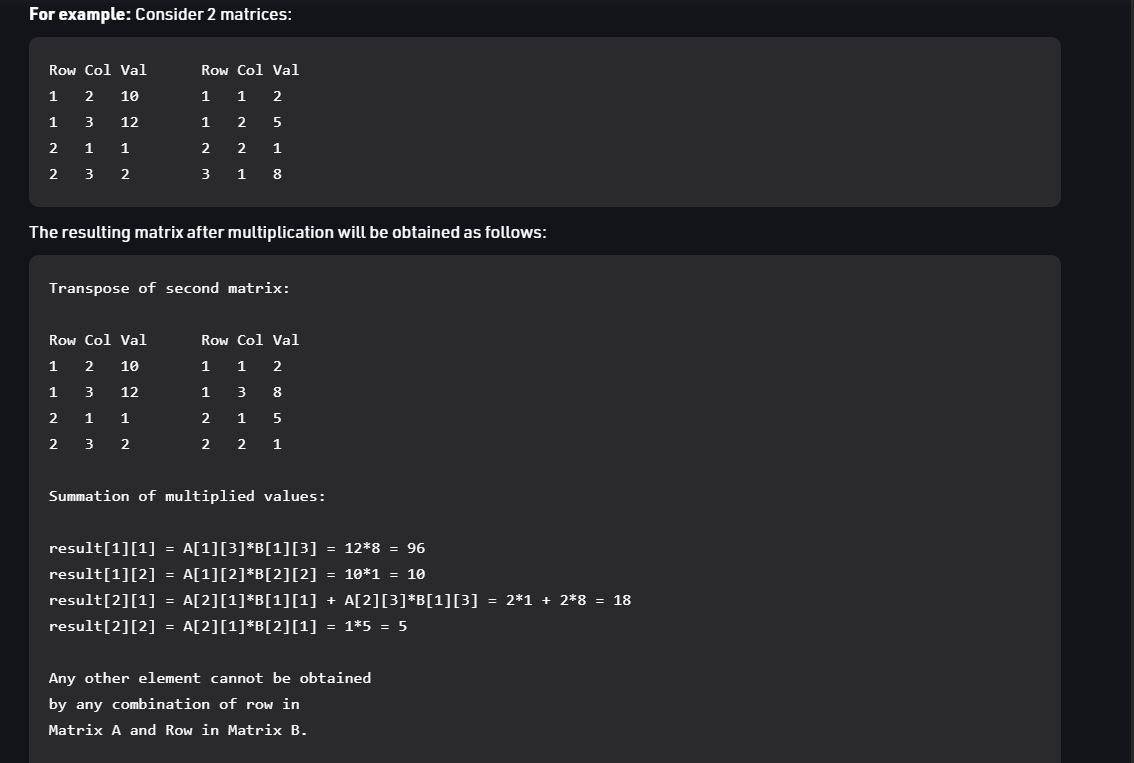 For example: Consider 2 matrices:
Row Col Val      Row Col Val
1   2   10       1   1   2
1   3   12       1   2   5
2   1   1        2   2   1
2   3   2        3   1   8
The resulting matrix after multiplication will be obtained as follows:
Transpose of second matrix:
Row Col Val      Row Col Val
1   2   10       1   1   2
1   3   12       1   3   8
2   1   1        2   1   5
2   3   2        2   2   1
Summation of multiplied values:
result[1][1] = A[1][3]*B[1][3] = 12*8 = 96
result[1][2] = A[1][2]*B[2][2] = 10*1 = 10
result[2][1] = A[2][1]*B[1][1] + A[2][3]*B[1][3] = 2*1 + 2*8 = 18
result[2][2] = A[2][1]*B[2][1] = 1*5 = 5
Any other element cannot be obtained
by any combination of row in
Matrix A and Row in Matrix B.